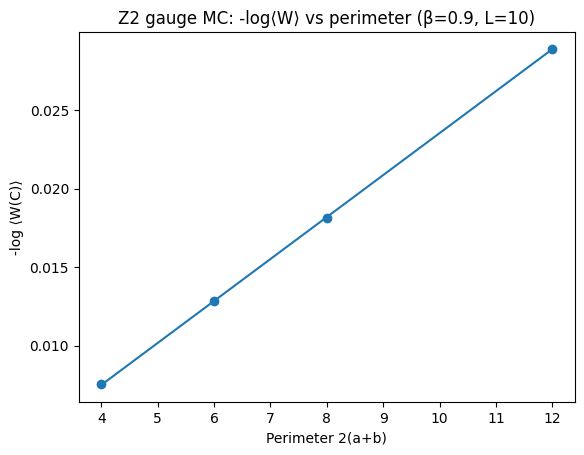 Z2 gauge MC: -log⟨W⟩ vs perimeter (β=0.9, L=10)
-log ⟨W(C)⟩
0.025
0.020
0.015
0.010
4 5 6 7 8 9 10 11 12
Perimeter 2(a+b)